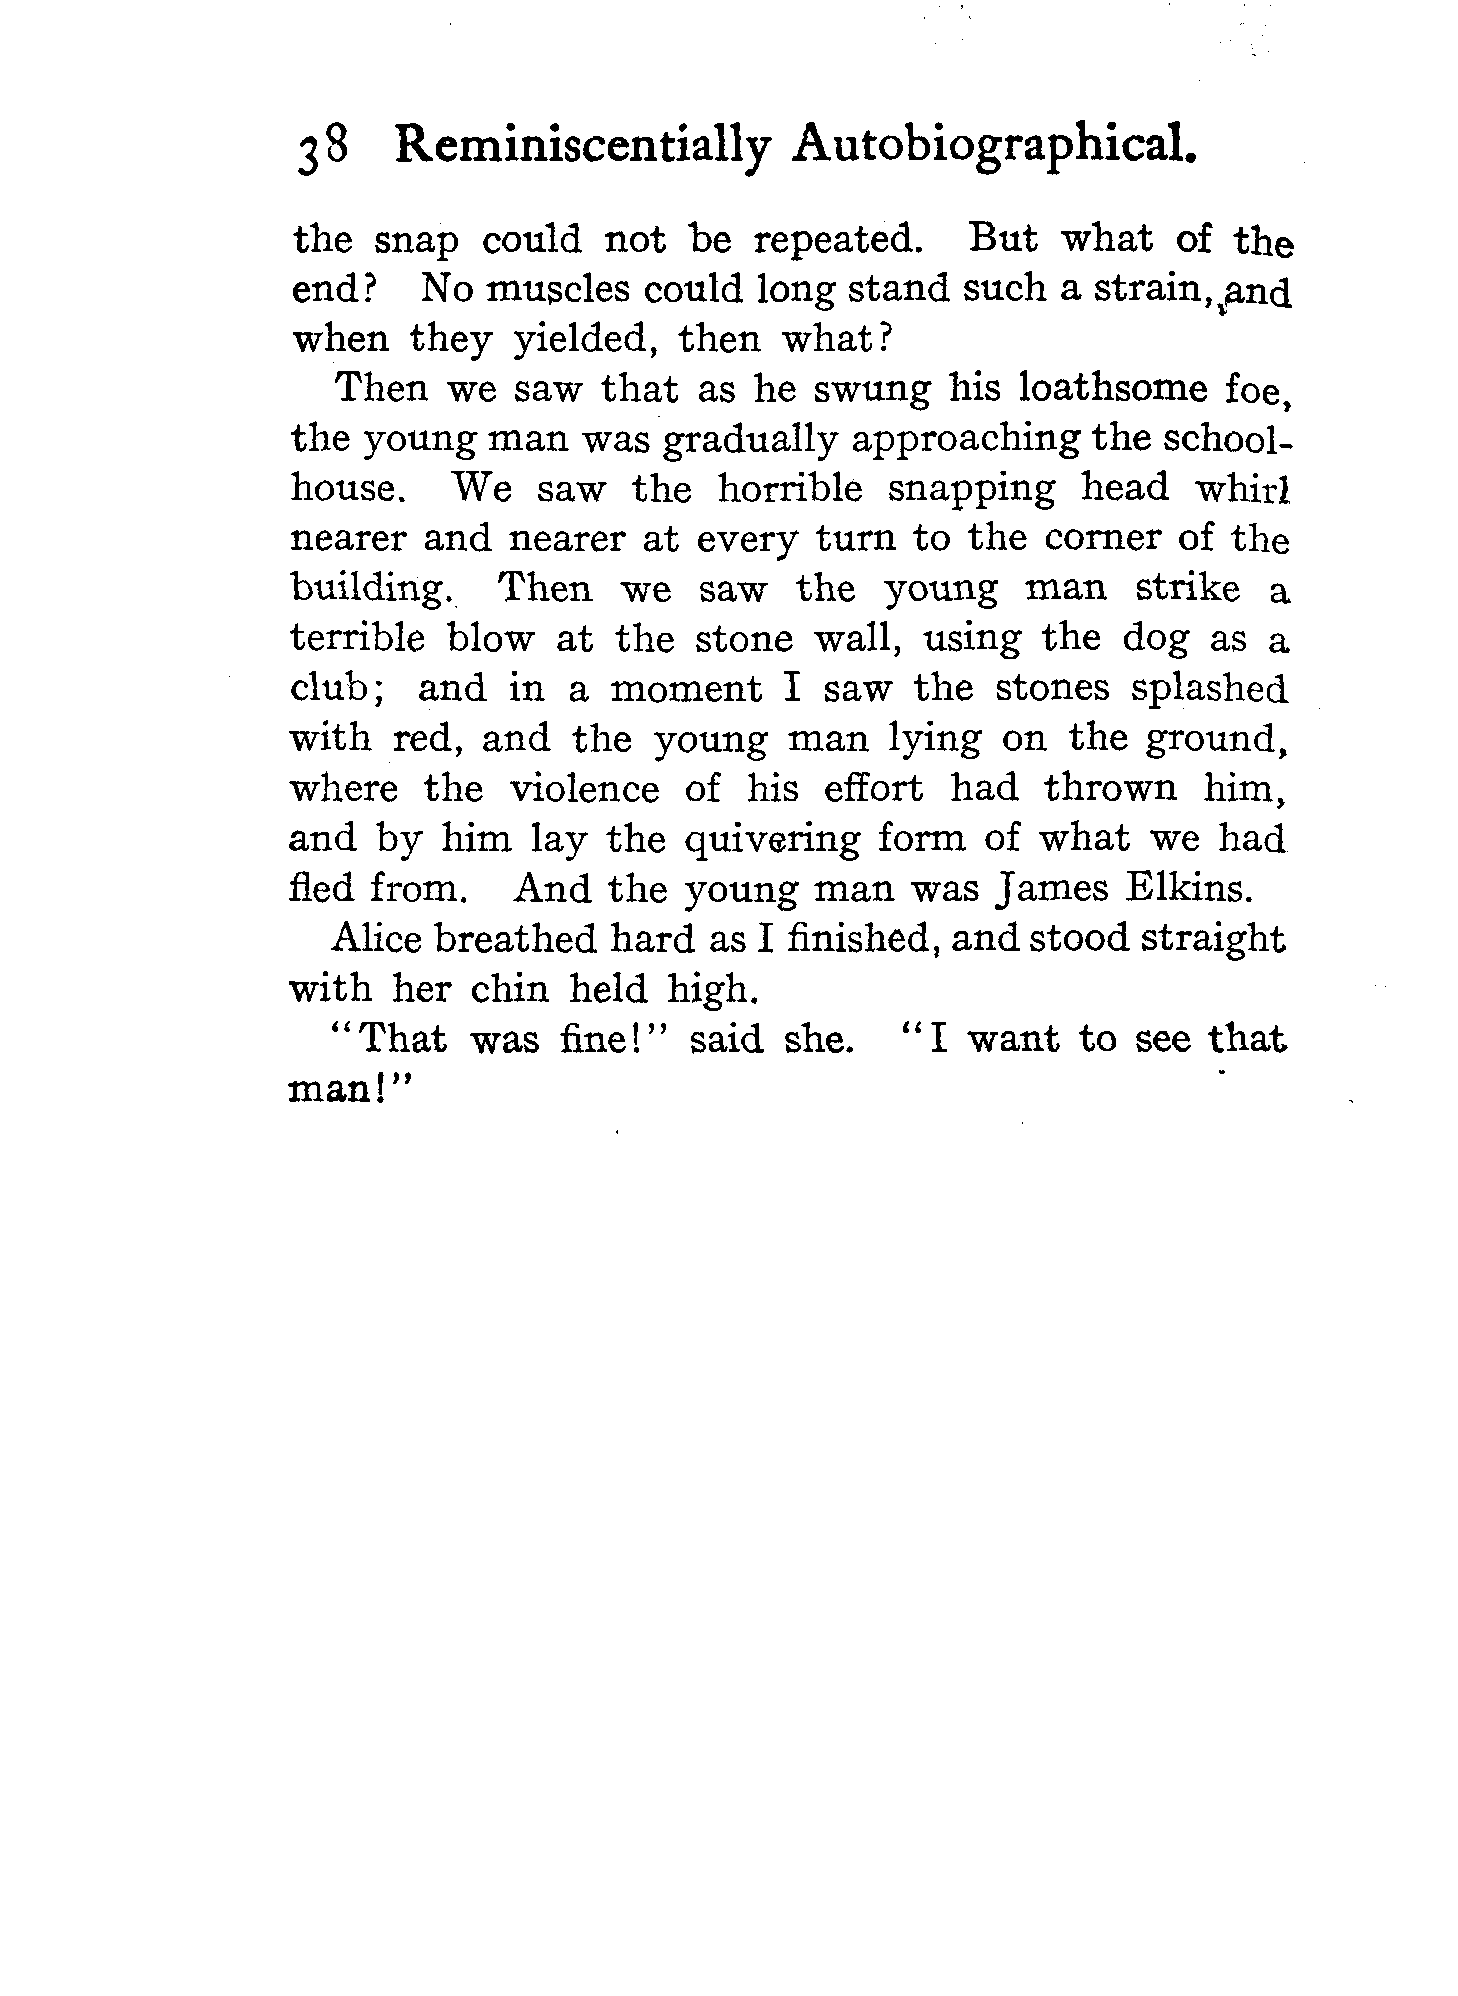 38 Reminiscentially Autobiographical.
the snap could not be repeated. But what of the
end? No muscles could long stand such a strain, and
when they yielded, then what?
Then we saw that as he swung his loathsome foe,
the young man was gradually approaching the school-
house. We saw the horrible snapping head whirl
nearer and nearer at every turn to the corner of the
building. Then we saw the young man strike a
terrible blow at the stone wall, using the dog as a
club; and in a moment I saw the stones splashed
with red, and the young man lying on the ground,
where the violence of his effort had thrown him,
and by him lay the quivering form of what we had
fled from. And the young man was James Elkins.
Alice breathed hard as I finished, and stood straight
with her chin held high.
"That was fine!" said she. "I want to see that
man!"